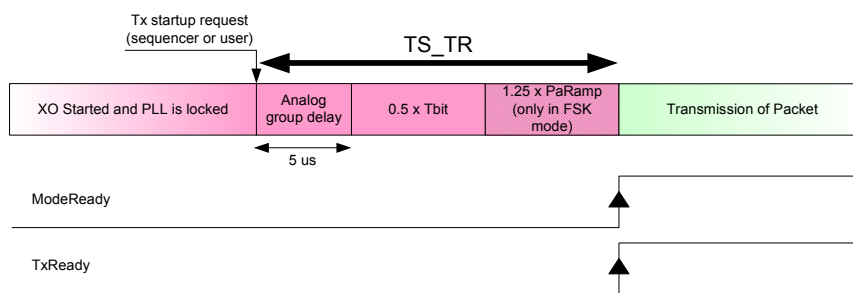 Tx startup request
(sequencer or user)
TS_TR
XO Started and PLL is locked
Analog
group delay
0.5 x Tbit
1.25 x PaRamp
(only in FSK
mode)
Transmission of Packet
5 us
ModeReady
TxReady